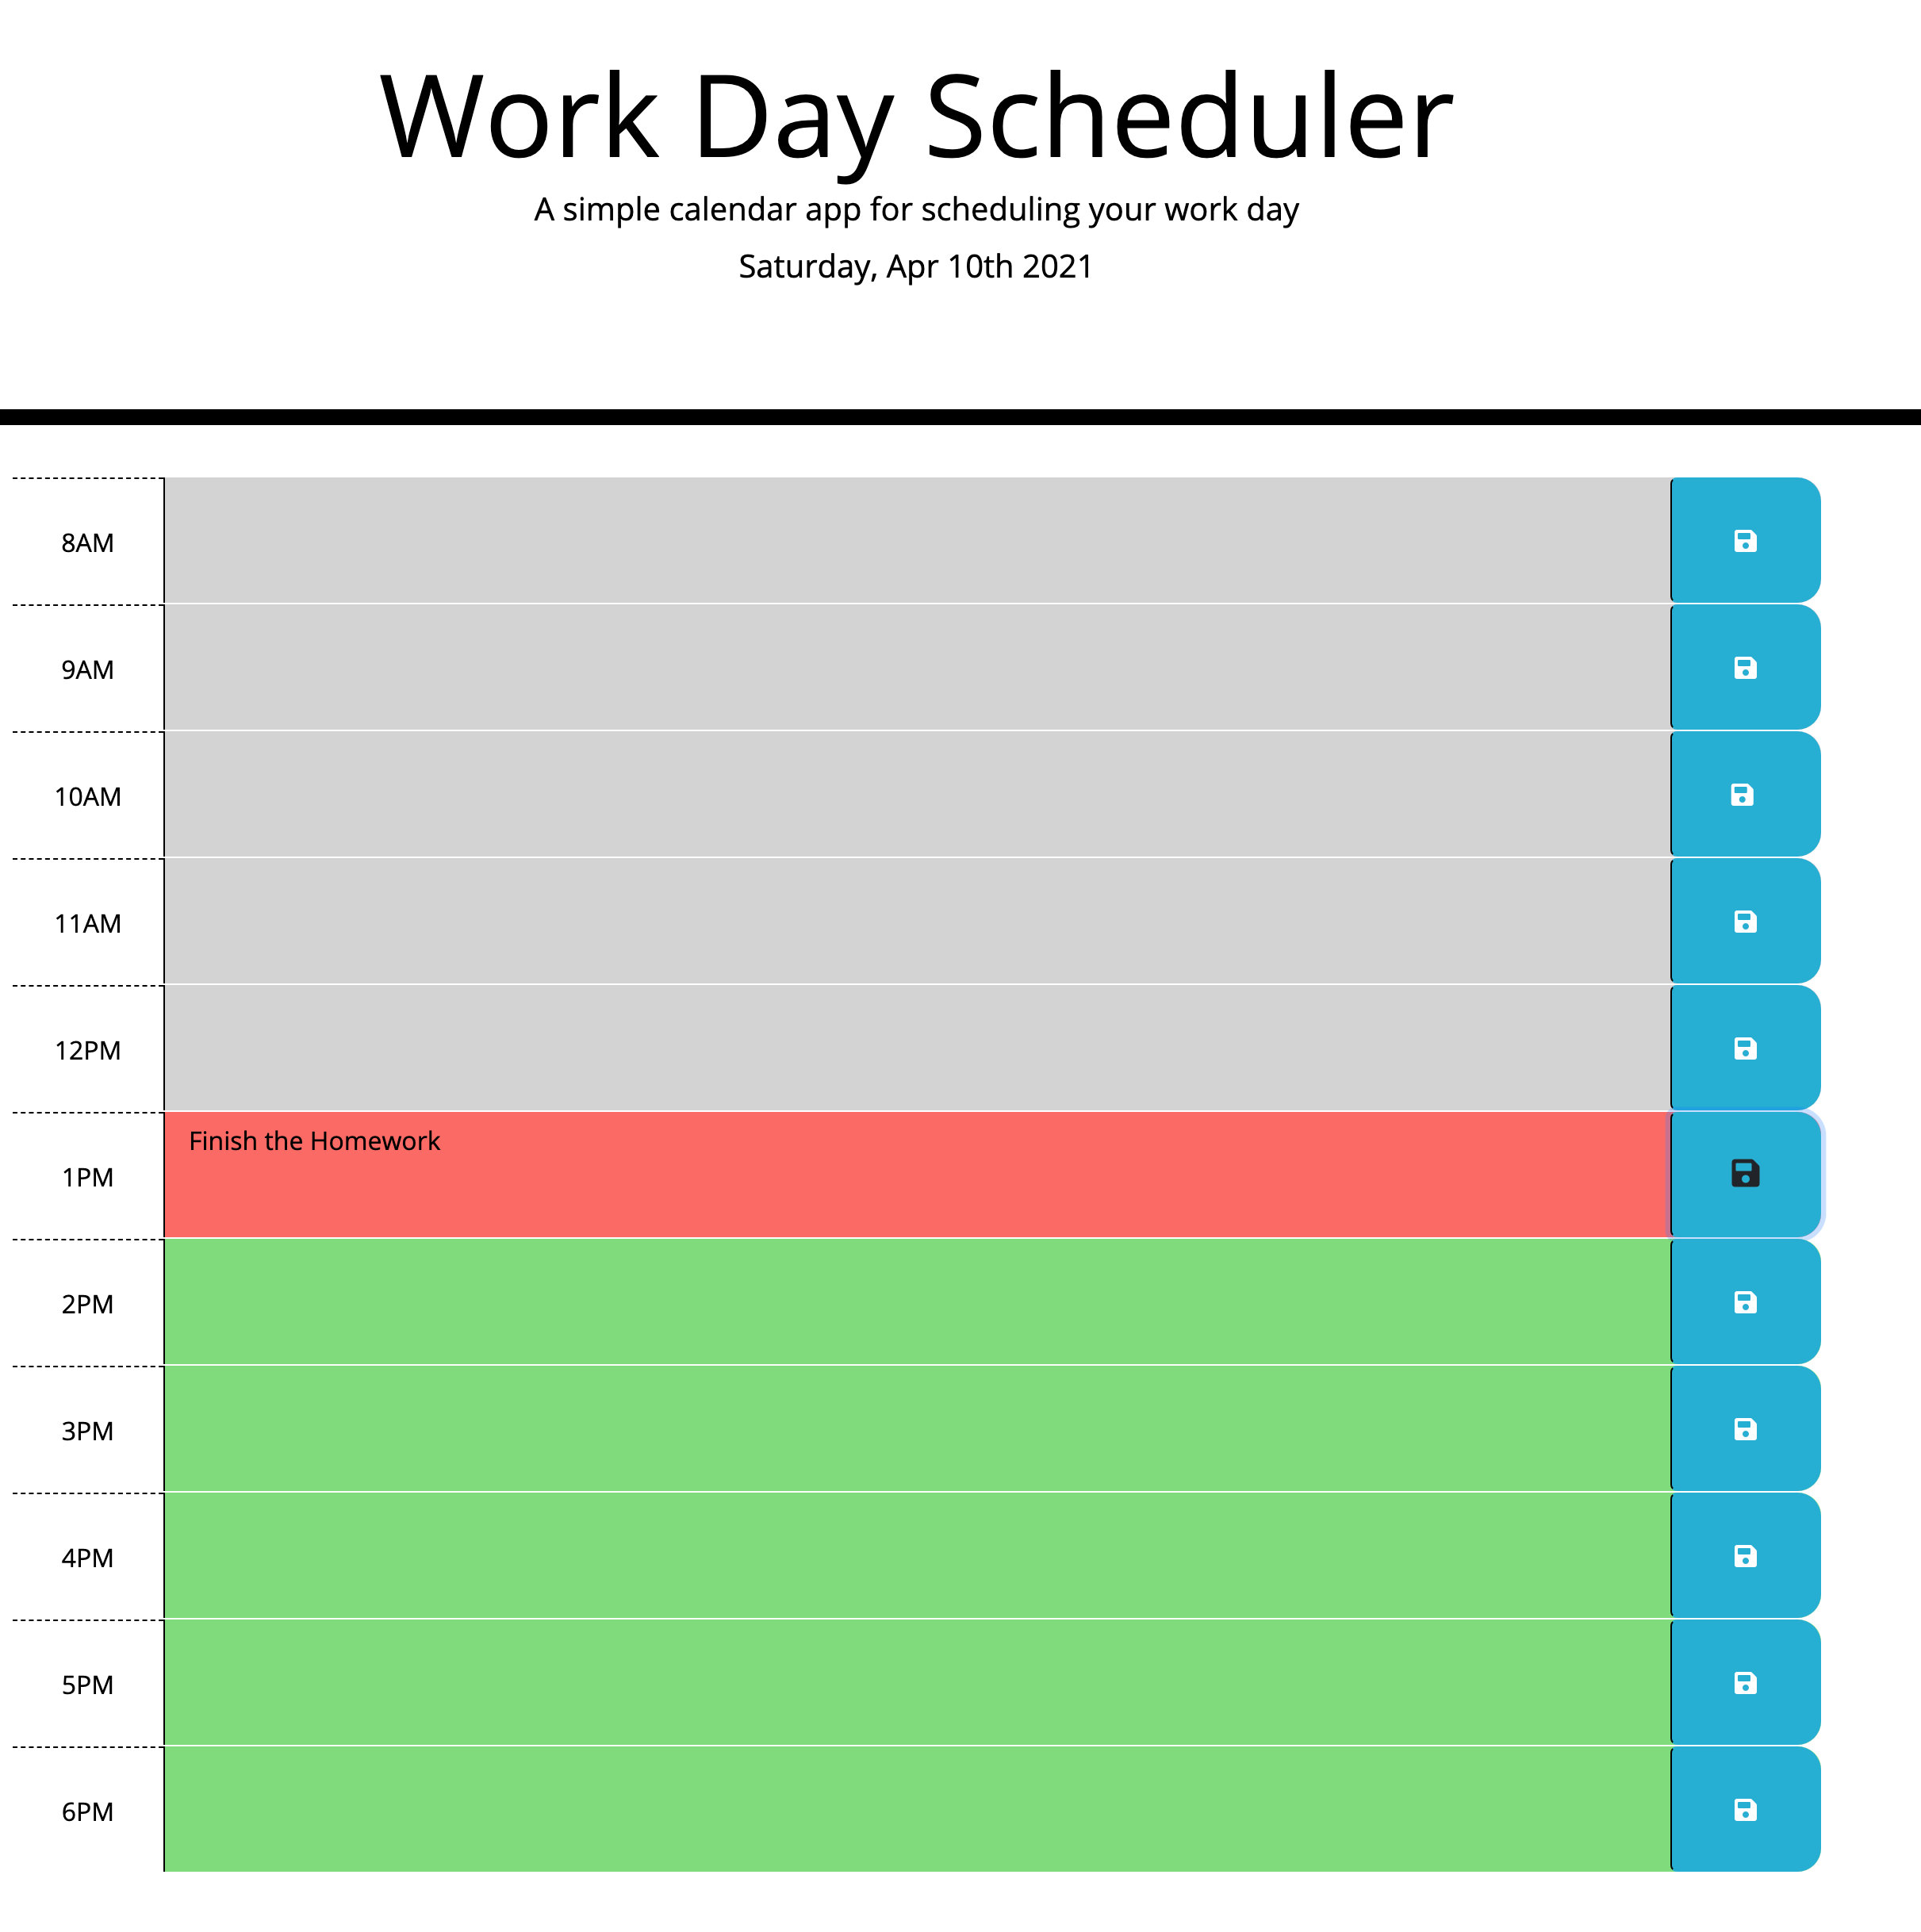 Work Day Scheduler
A simple calendar app for scheduling your work day
Saturday, Apr 10th 2021
8AM
9AM
10AM
11AM
12PM
1PM Finish the Homework
2PM
3PM
4PM
5PM
6PM